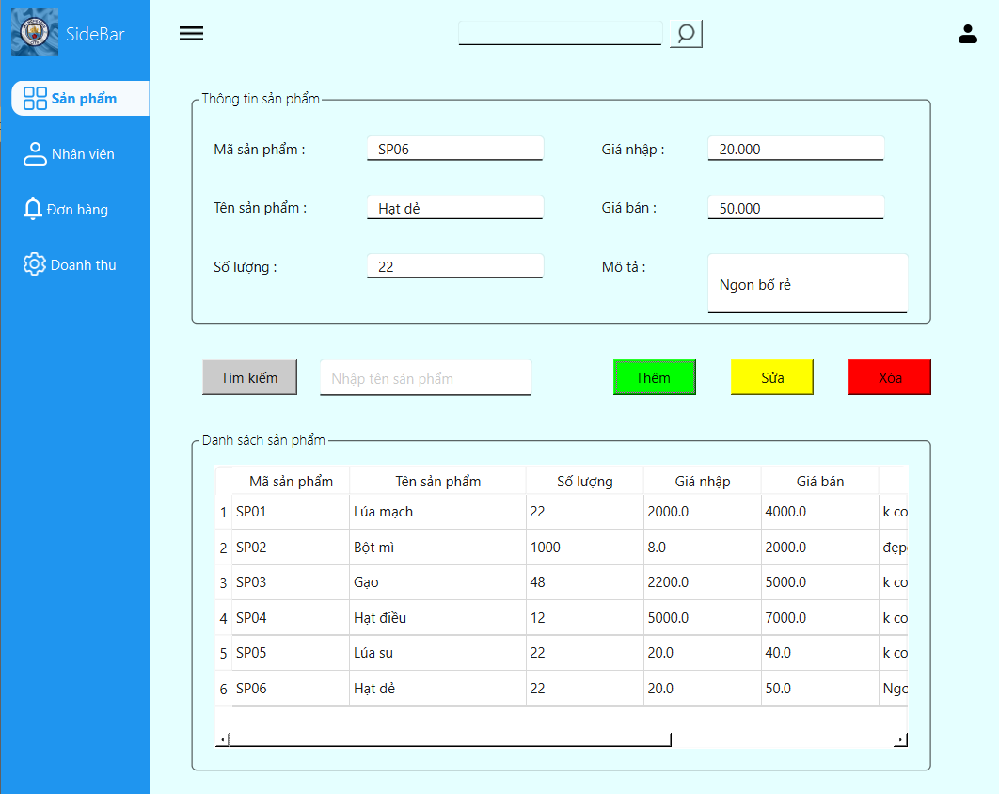 SideBar
Sản phẩm
Nhân viên
Đơn hàng
Doanh thu
Thông tin sản phẩm
Mã sản phẩm : SP06 Giá nhập : 20.000
Tên sản phẩm : Hạt dẻ Giá bán : 50.000
Số lượng : 22 Mô tả : Ngon bổ rẻ
Tìm kiếm Nhập tên sản phẩm Thêm Sửa Xóa
Danh sách sản phẩm
Mã sản phẩm Tên sản phẩm Số lượng Giá nhập Giá bán
1 SP01 Lúa mạch 22 2000.0 4000.0 k co
2 SP02 Bột mì 1000 8.0 2000.0 đẹp
3 SP03 Gạo 48 2200.0 5000.0 k co
4 SP04 Hạt điều 12 5000.0 7000.0 k co
5 SP05 Lúa su 22 20.0 40.0 k co
6 SP06 Hạt dẻ 22 20.0 50.0 Ngo